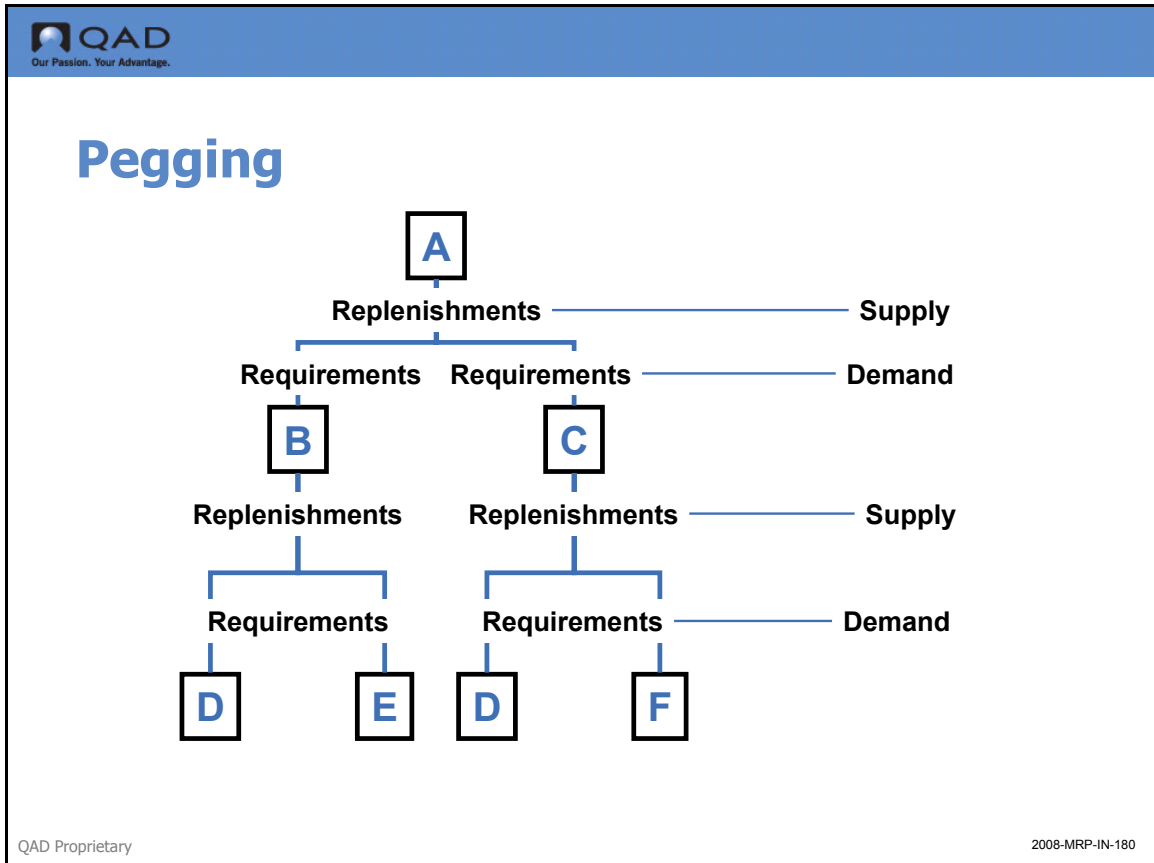 QAD
Our Passion. Your Advantage.
Pegging
A
Replenishments Supply
Requirements Requirements Demand
B C
Replenishments Replenishments Supply
Requirements Requirements Demand
D E D F
QAD Proprietary 2008-MRP-IN-180